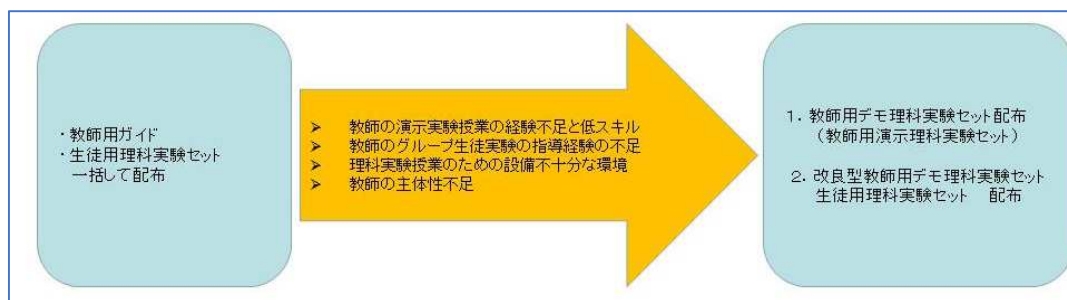 ・教師用ガイド
・生徒用理科実験セット
一括して配布
➢ 教師の演示実験授業の経験不足と低スキル
➢ 教師のグループ生徒実験の指導経験の不足
➢ 理科実験授業のための設備不十分な環境
➢ 教師の主体性不足
1. 教師用デモ理科実験セット配布
（教師用演示理科実験セット）
2. 改良型教師用デモ理科実験セット
生徒用理科実験セット 配布